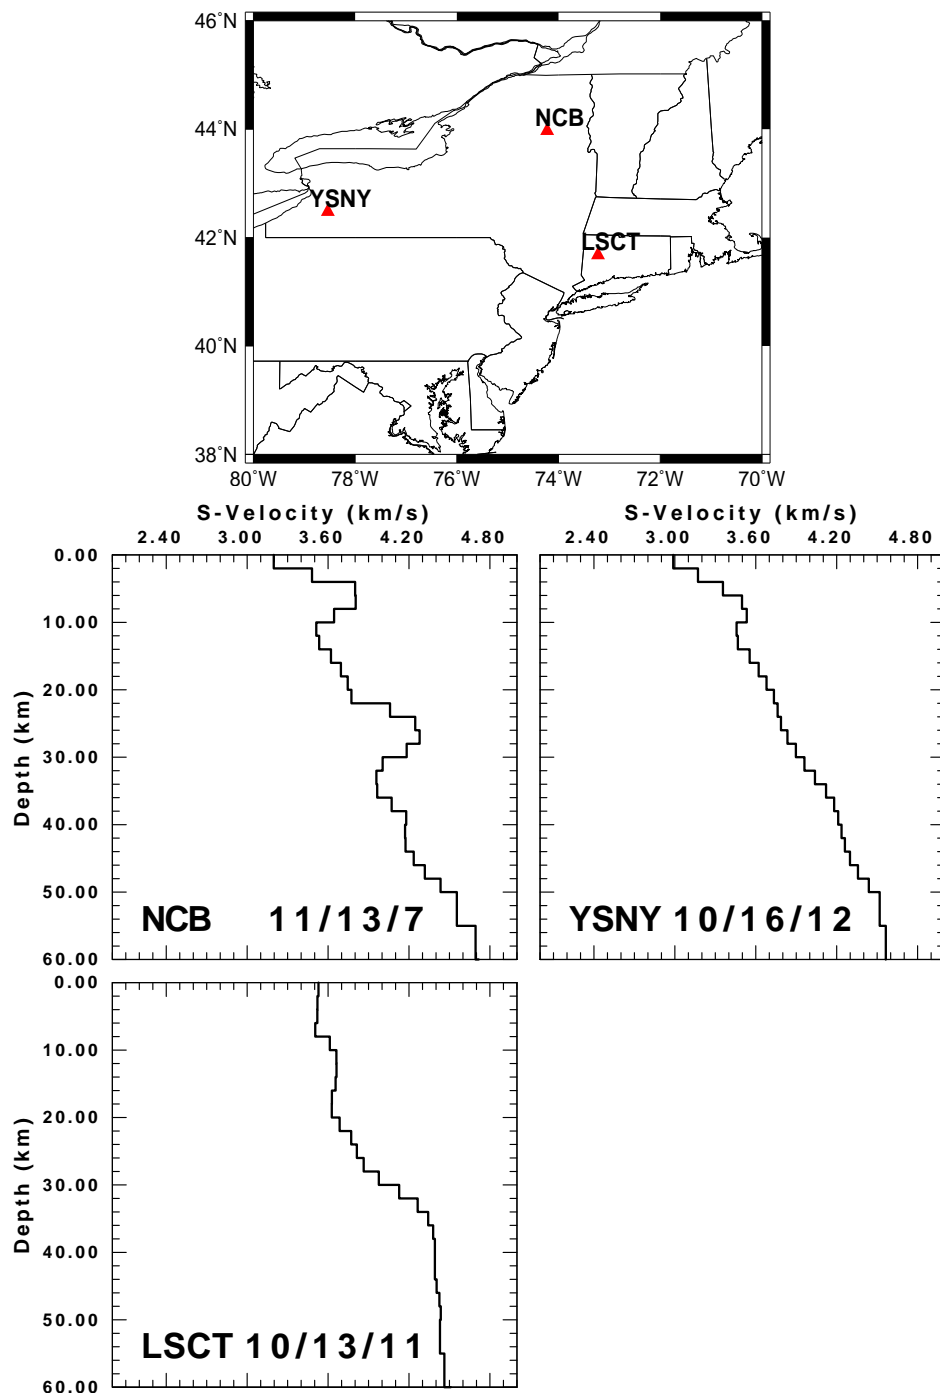 46˚N
NCB
44˚N
YSNY
42˚N
LSCT
40˚N
38˚N
80˚W 78˚W 76˚W 74˚W 72˚W 70˚W
S-Velocity (km/s) S-Velocity (km/s)
2.40 3.00 3.60 4.20 4.80 2.40 3.00 3.60 4.20 4.80
0.00
10.00
20.00
30.00
40.00
50.00
60.00
Depth (km)
NCB 11/13/7 YSNY 10/16/12
0.00
10.00
20.00
30.00
40.00
50.00
60.00
Depth (km)
LSCT 10/13/11